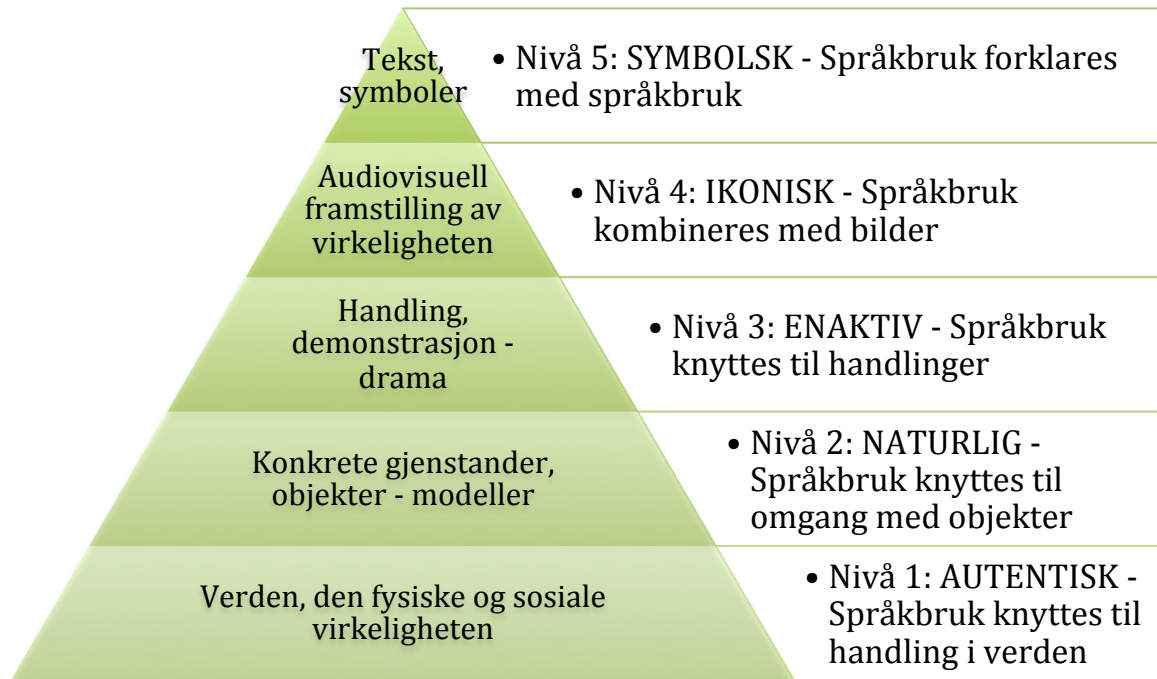 Tekst,
symboler
• Nivå 5: SYMBOLSK - Språkbruk forklares
med språkbruk
Audiovisuell
framstilling av
virkeligheten
• Nivå 4: IKONISK - Språkbruk
kombineres med bilder
Handling,
demonstrasjon -
drama
• Nivå 3: ENAKTIV - Språkbruk
knyttes til handlinger
Konkrete gjenstander,
objekter - modeller
• Nivå 2: NATURLIG -
Språkbruk knyttes til
omgang med objekter
Verden, den fysiske og sosiale
virkeligheten
• Nivå 1: AUTENTISK -
Språkbruk knyttes til
handling i verden